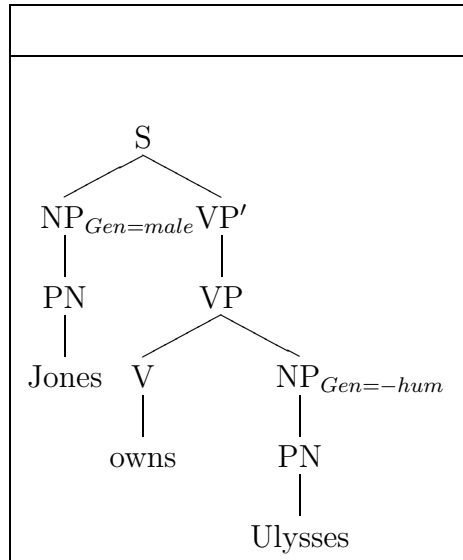 S
NP_{Gen=male} VP′
PN VP
Jones V NP_{Gen=−hum}
owns PN
Ulysses